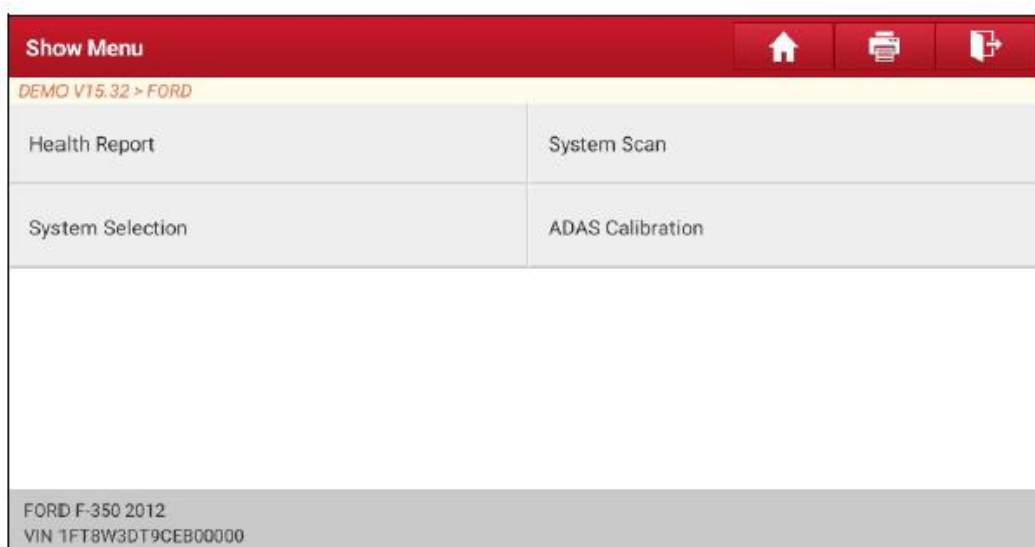 Show Menu
DEMO V15.32 > FORD
Health Report
System Scan
System Selection
ADAS Calibration
FORD F-350 2012
VIN 1FT8W3DT9CEB00000